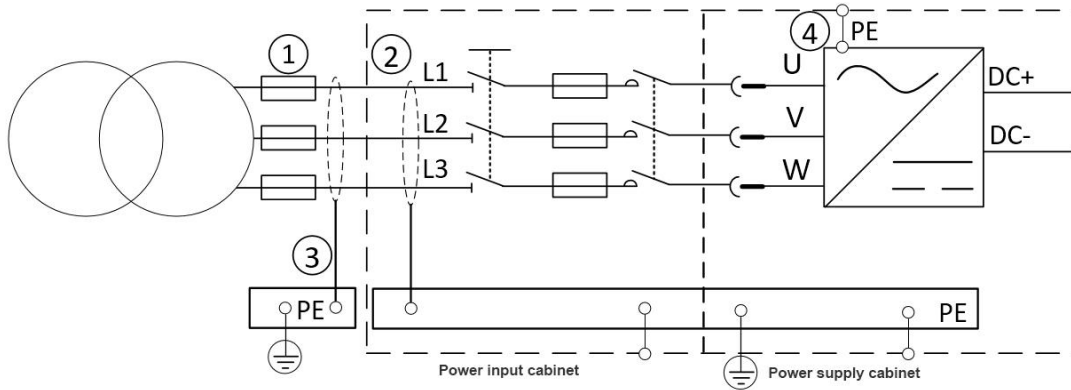 1
2
4
PE
L1
U
DC+
L2
V
DC-
L3
W
3
PE
PE
Power input cabinet
Power supply cabinet